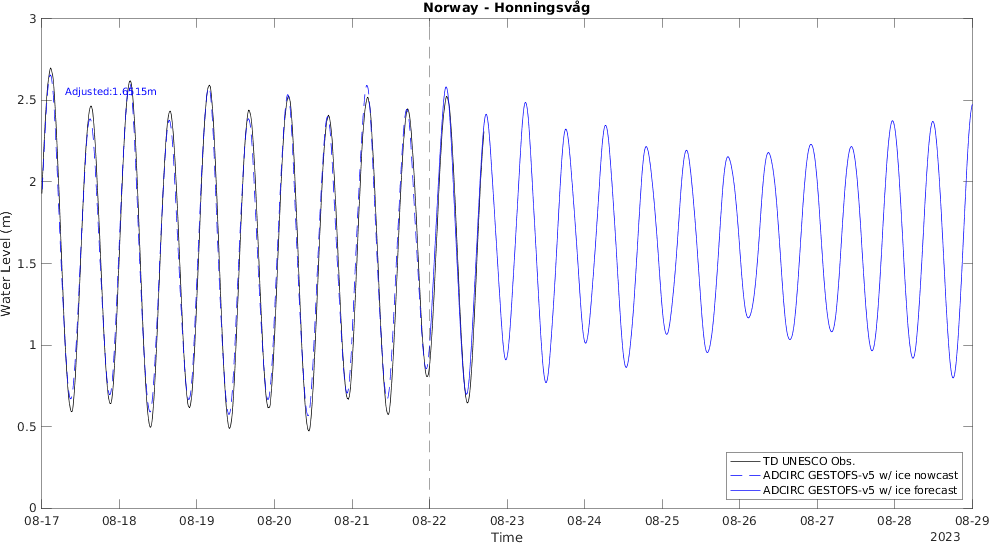 Norway - Honningsvåg
Adjusted:1.6515m
Water Level (m)
3
2.5
2
1.5
1
0.5
0
08-17 08-18 08-19 08-20 08-21 08-22 08-23 08-24 08-25 08-26 08-27 08-28 08-29
Time
2023
TD UNESCO Obs.
ADCIRC GESTOFS-v5 w/ ice nowcast
ADCIRC GESTOFS-v5 w/ ice forecast